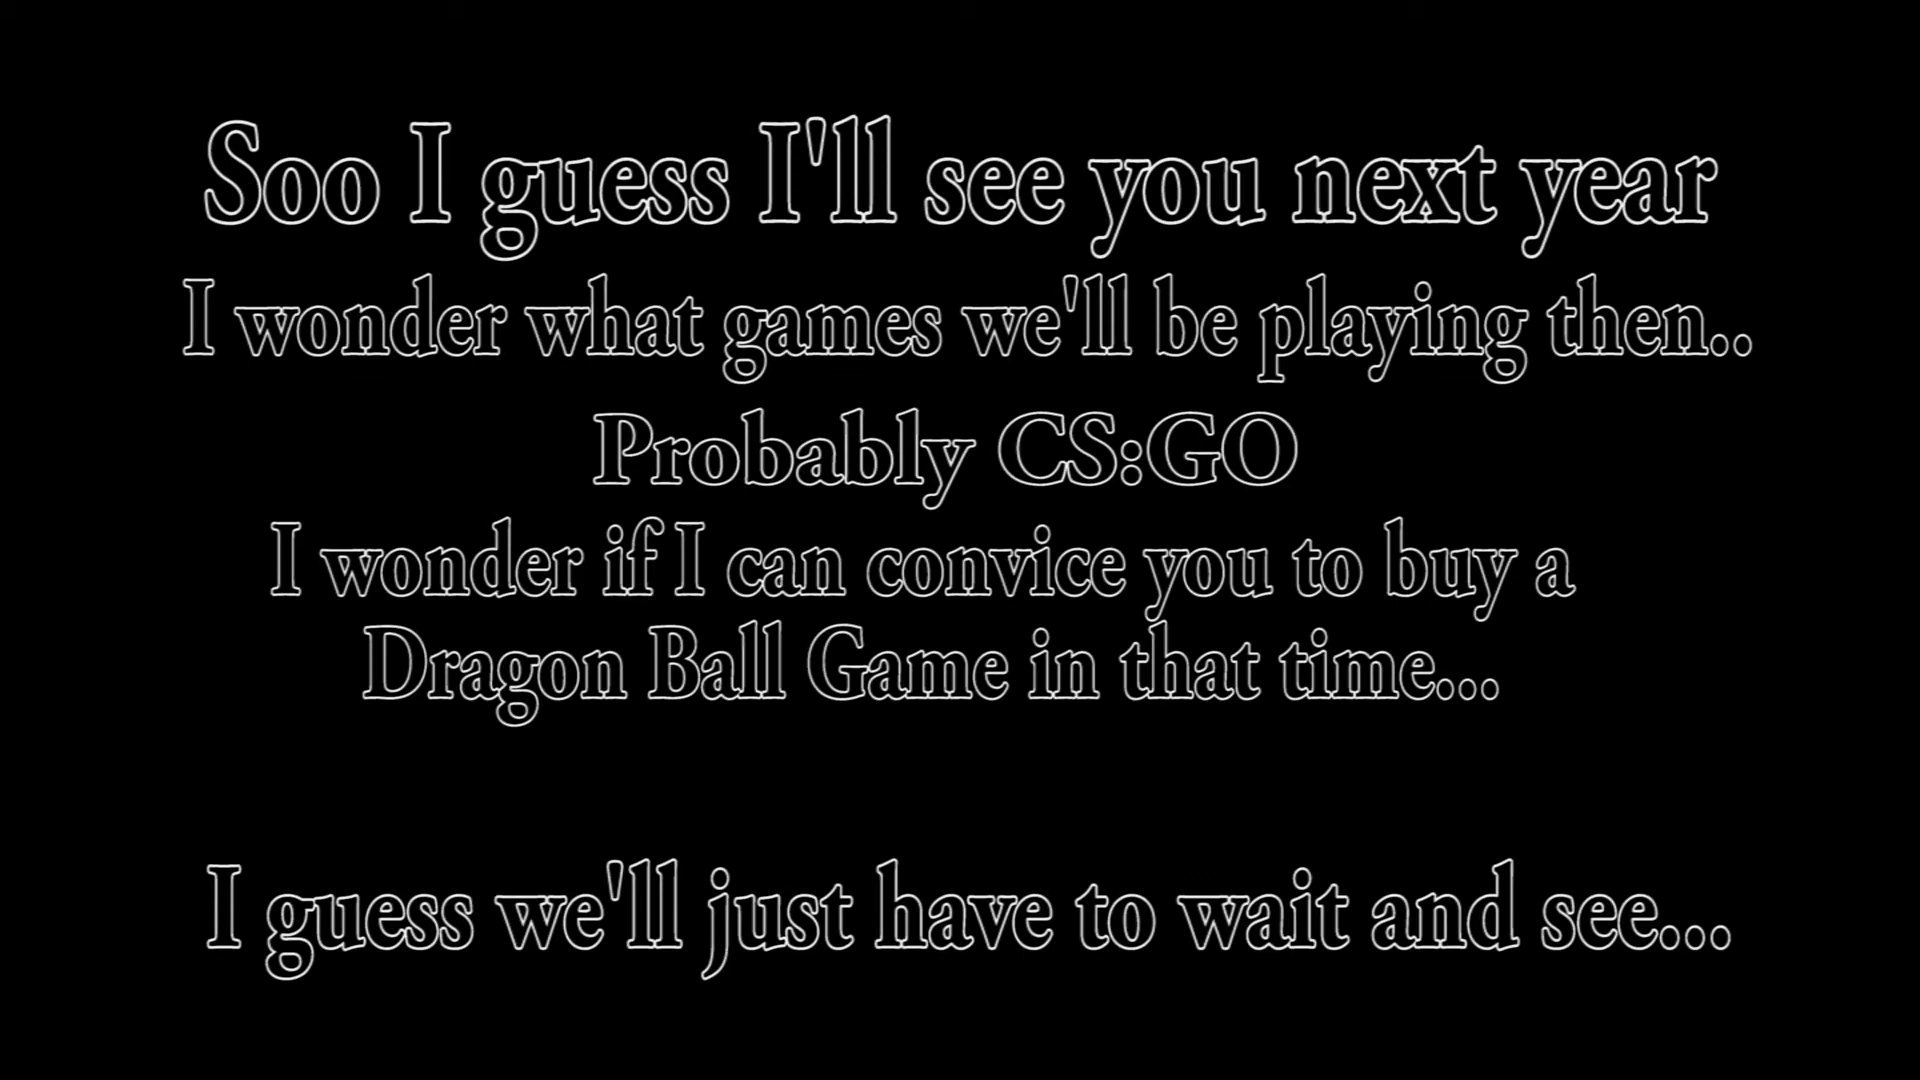 Soo I guess I'll see you next year
I wonder what games we'll be playing then..
Probably CS:GO
I wonder if I can convice you to buy a
Dragon Ball Game in that time...
I guess we'll just have to wait and see...